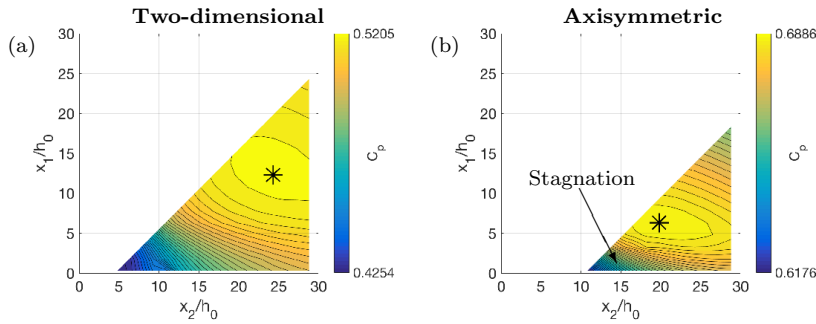 Two-dimensional
(a)
30
25
20
15
10
5
0
x1/h0
0 5 10 15 20 25 30
x2/h0
0.5205
Cp
0.4254
Axisymmetric
(b)
30
25
20
15
10
5
0
x1/h0
Stagnation
0 5 10 15 20 25 30
x2/h0
0.6886
Cp
0.6176